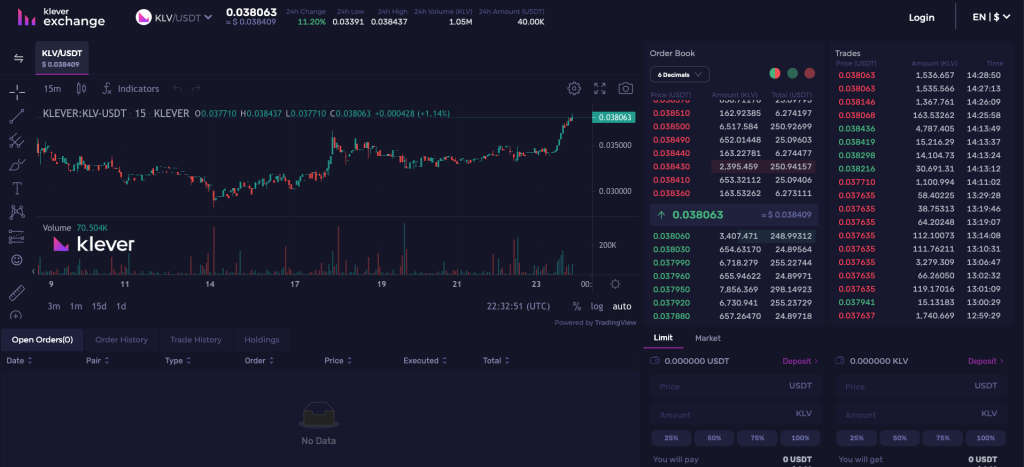 klever
exchange
KLV/USDT
0.038063
≈ $ 0.038409
24h Change
11.20%
24h Low
0.03391
24h High
0.038437
24h Volume (KLV)
1.05M
24h Amount (USDT)
40.00K
Login
EN | $
KLV/USDT
$ 0.038409
15m
Indicators
KLEVER:KLV-USDT · 15 · KLEVER O0.037710 H0.038437 L0.037710 C0.038063 +0.000428 (+1.14%)
0.038063
0.035000
0.030000
Volume 70.504K
klever
200K
9 11 14 16 19 21 23 00:
3m 1m 15d 1d
22:32:51 (UTC) % log auto
Powered by TradingView
Order Book
6 Decimals
Price (USDT) Amount (KLV) Total (USDT)
0.038510 162.92385 6.274197
0.038500 6,517.584 250.92699
0.038490 652.01448 25.09603
0.038440 163.22781 6.274477
0.038430 2,395.459 250.94157
0.038410 653.32112 25.09406
0.038360 163.53262 6.273111
0.038063 ≈ $ 0.038409
0.038060 3,407.471 248.99312
0.038030 654.63170 24.89564
0.037990 6,718.279 255.22744
0.037960 655.94622 24.89971
0.037950 7,856.369 298.14923
0.037920 6,730.941 255.23729
0.037880 657.26470 24.89718
Trades
Price (USDT) Amount (KLV) Time
0.038063 1,536.657 14:28:50
0.038063 1,535.566 14:27:13
0.038146 1,367.761 14:26:09
0.038068 163.53262 14:25:58
0.038436 4,787.405 14:13:49
0.038419 15,216.29 14:13:37
0.038298 14,104.73 14:13:24
0.038216 30,691.31 14:13:12
0.037710 1,100.994 14:11:02
0.037635 58.40225 13:29:28
0.037635 38.75313 13:19:46
0.037635 64.20248 13:19:07
0.037635 112.10073 13:14:08
0.037635 111.76211 13:10:31
0.037635 3,279.309 13:06:47
0.037635 66.26050 13:02:32
0.037635 119.17016 13:01:09
0.037941 15.13183 13:00:29
0.037637 1,740.669 12:59:29
Open Orders(0) Order History Trade History Holdings
Date Pair Type Order Price Executed Total
No Data
Limit Market
0.000000 USDT Deposit >
Price USDT
Amount KLV
25% 50% 75% 100%
You will pay 0 USDT
0.000000 KLV Deposit >
Price USDT
Amount KLV
25% 50% 75% 100%
You will get 0 USDT